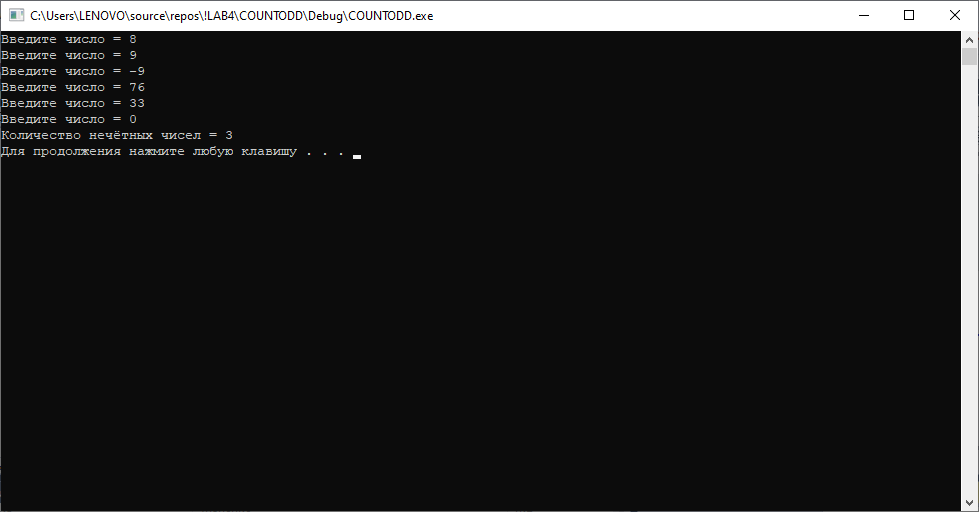 C:\Users\LENOVO\source\repos\!LAB4\COUNTODD\Debug\COUNTODD.exe
Введите число = 8
Введите число = 9
Введите число = -9
Введите число = 76
Введите число = 33
Введите число = 0
Количество нечётных чисел = 3
Для продолжения нажмите любую клавишу . . .